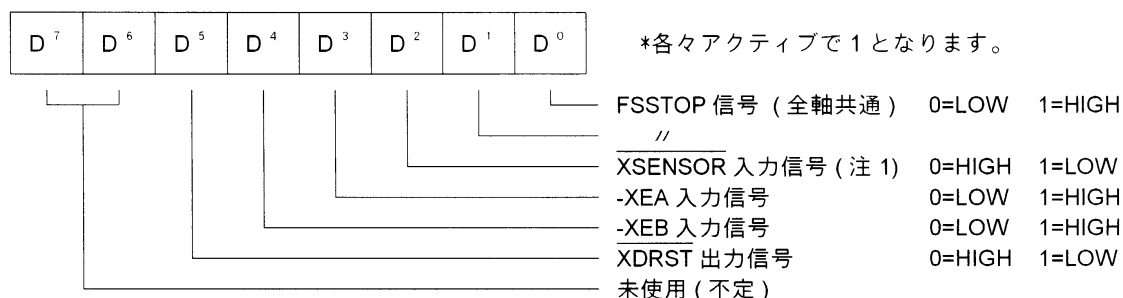 D⁷ D⁶ D⁵ D⁴ D³ D² D¹ D⁰ *各々アクティブで1となります。
FSSTOP 信号 (全軸共通) 0=LOW 1=HIGH
〃
XSENSOR 入力信号 (注 1) 0=HIGH 1=LOW
-XEA 入力信号 0=LOW 1=HIGH
-XEB 入力信号 0=LOW 1=HIGH
XDRST 出力信号 0=HIGH 1=LOW
未使用 (不定)